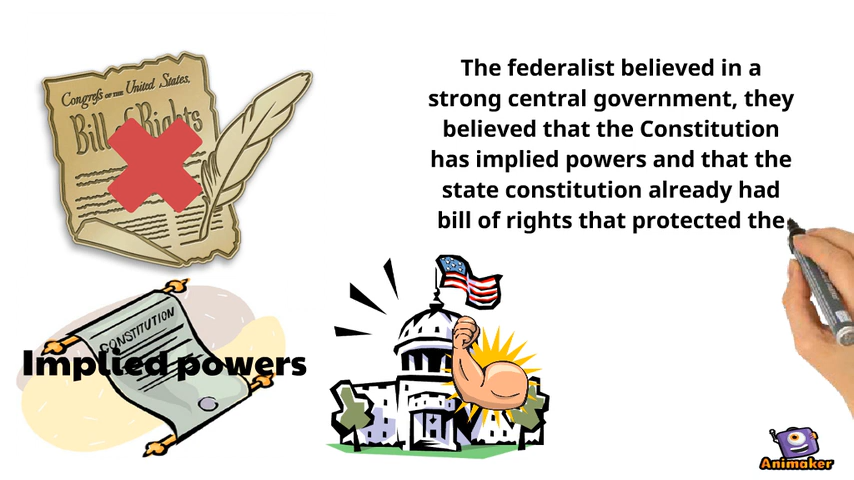 Congress OF THE United States.
Bill of Rights
The federalist believed in a
strong central government, they
believed that the Constitution
has implied powers and that the
state constitution already had
bill of rights that protected the
CONSTITUTION
Implied powers
Animaker